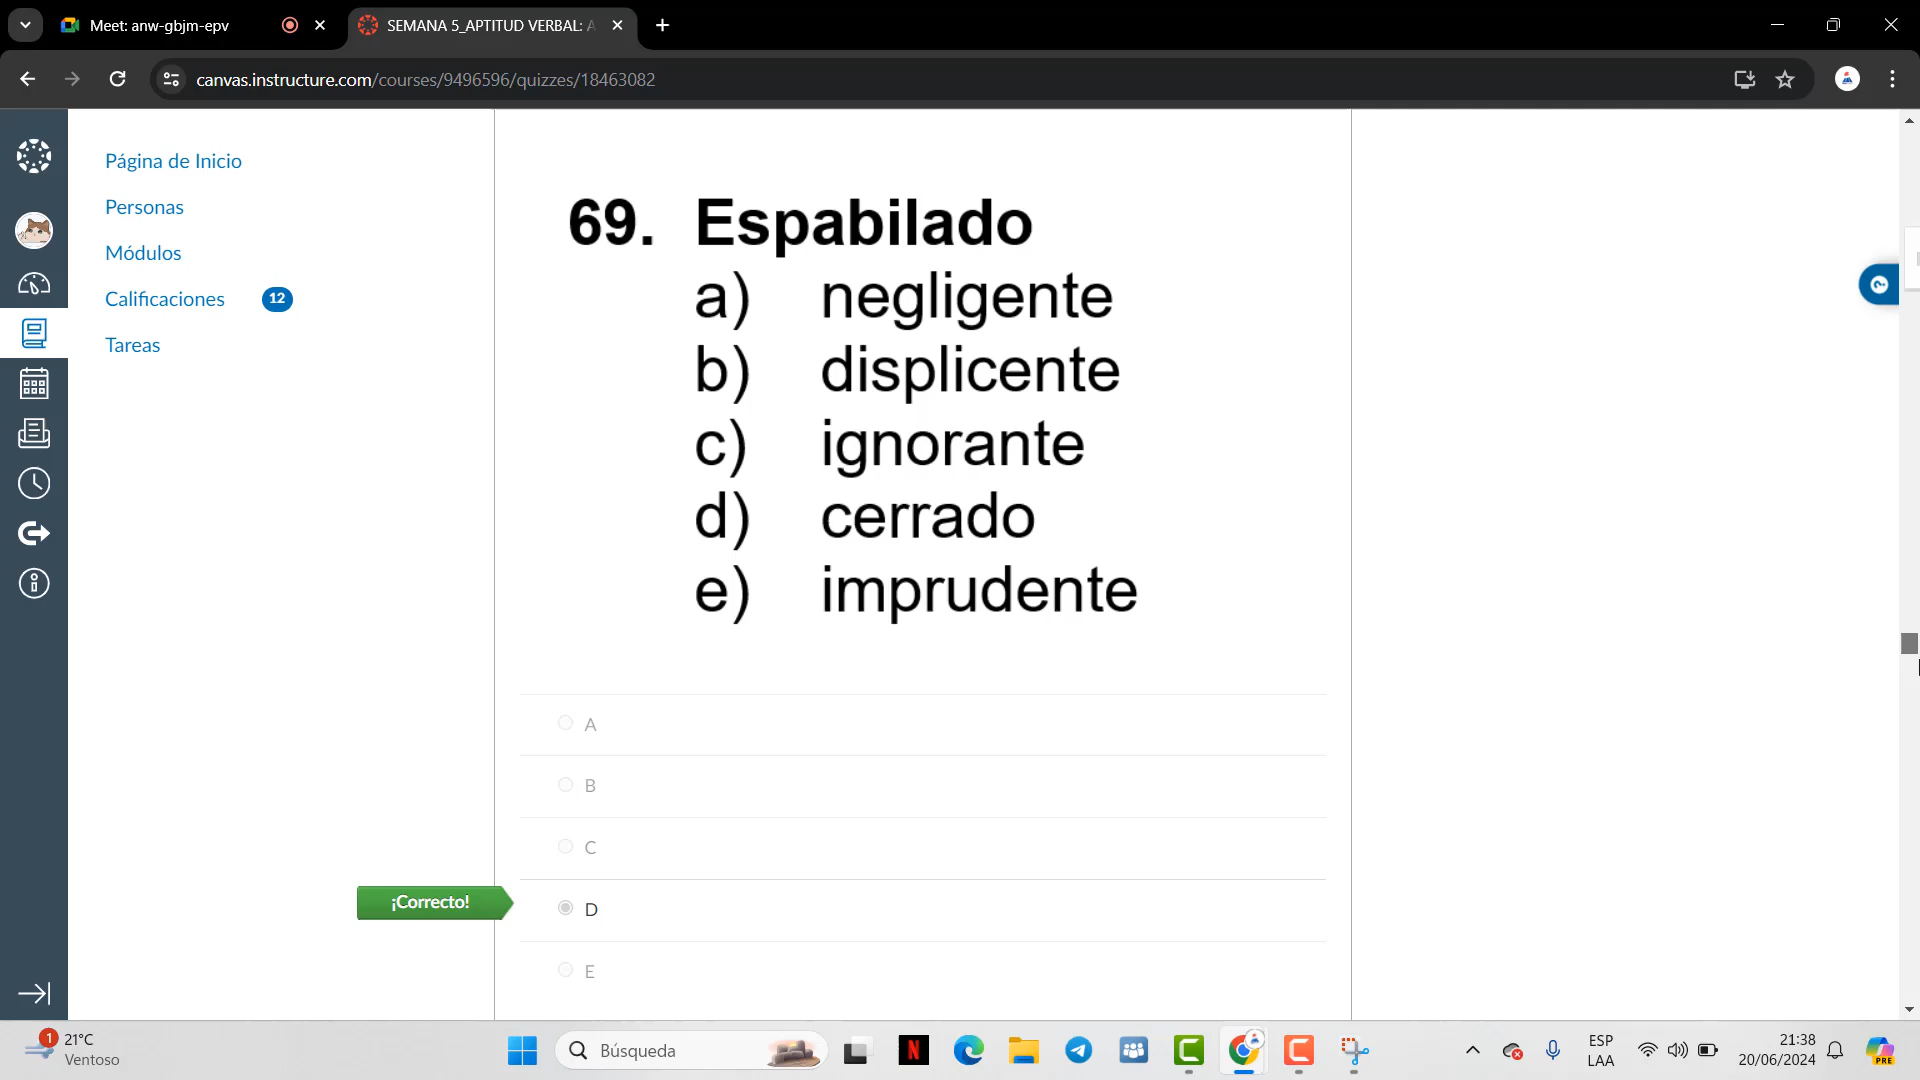 Meet: anw-gbjm-epv
SEMANA 5_APTITUD VERBAL: A
canvas.instructure.com/courses/9496596/quizzes/18463082
Página de Inicio
Personas
Módulos
Calificaciones 12
Tareas
69. Espabilado
a) negligente
b) displicente
c) ignorante
d) cerrado
e) imprudente
A
B
C
¡Correcto!
D
E
1
21°C
Ventoso
Búsqueda
N
ESP
LAA
21:38
20/06/2024
PRE